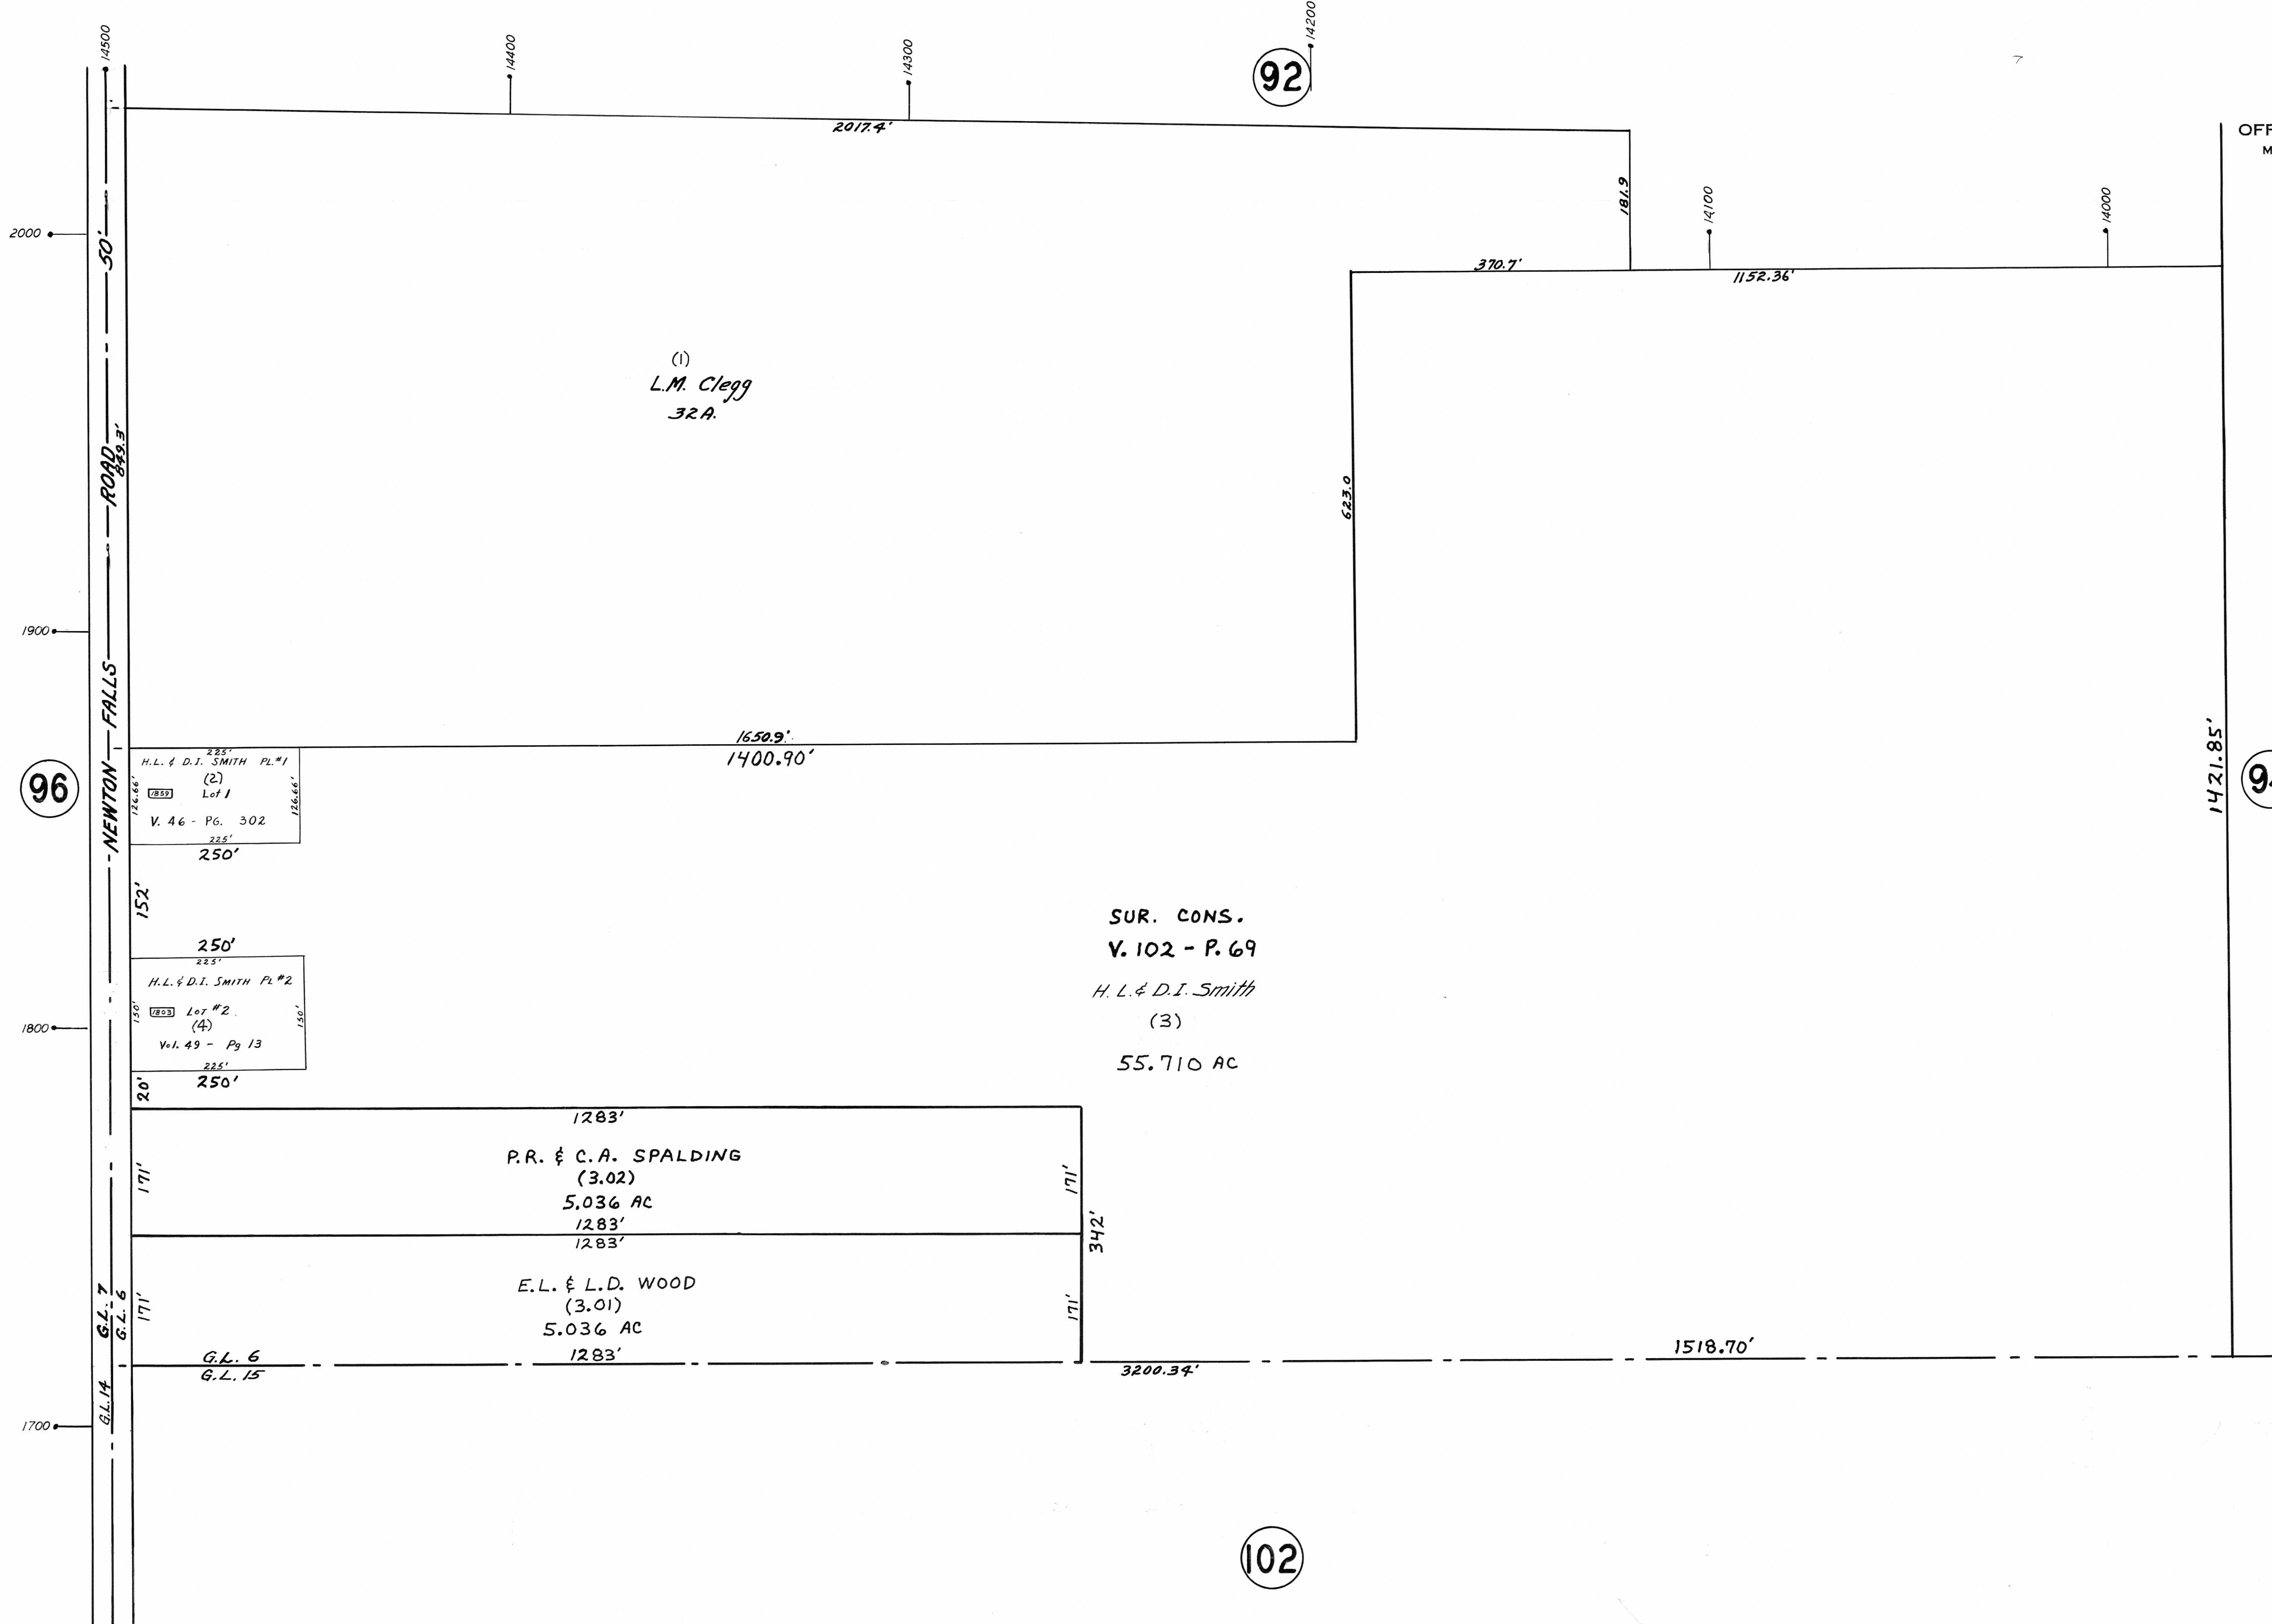 14500
14400
14300
92
14200
OFF
M
2017.4'
181.9
14100
14000
2000
50'
370.7'
1152.36'
(1)
L.M. Clegg
32A.
ROAD
849.3'
623.0
1900
FALLS
1650.9'
1400.90'
1421.85'
96
NEWTON
225'
H.L. & D.I. SMITH PL.#1
(2)
1859 Lot 1
126.66'
126.66'
V. 46 - PG. 302
225'
250'
152'
SUR. CONS.
V. 102 - P. 69
H.L. & D.I. Smith
(3)
55.710 AC
250'
225'
H.L. & D.I. SMITH PL #2
130'
1803 LOT #2
130'
(4)
Vol. 49 - Pg 13
225'
250'
1800
20'
1283'
P.R. & C.A. SPALDING
(3.02)
5.036 AC
1283'
171'
171'
342'
1283'
E.L. & L.D. WOOD
(3.01)
5.036 AC
1283'
171'
171'
G.L. 7
G.L. 6
G.L. 6
G.L. 15
G.L. 14
1518.70'
3200.34'
1700
102